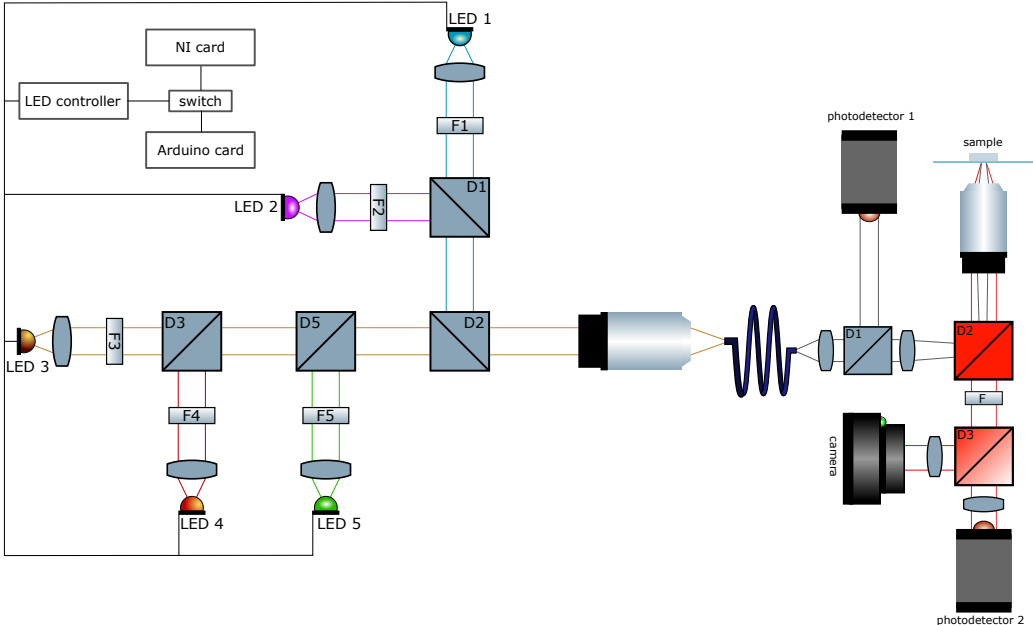 LED 1
NI card
LED controller
switch
Arduino card
F1
D1
LED 2
F2
photodetector 1
sample
D3
D5
D2
F3
LED 3
D1
D2
F
F4
F5
camera
D3
LED 4
LED 5
photodetector 2